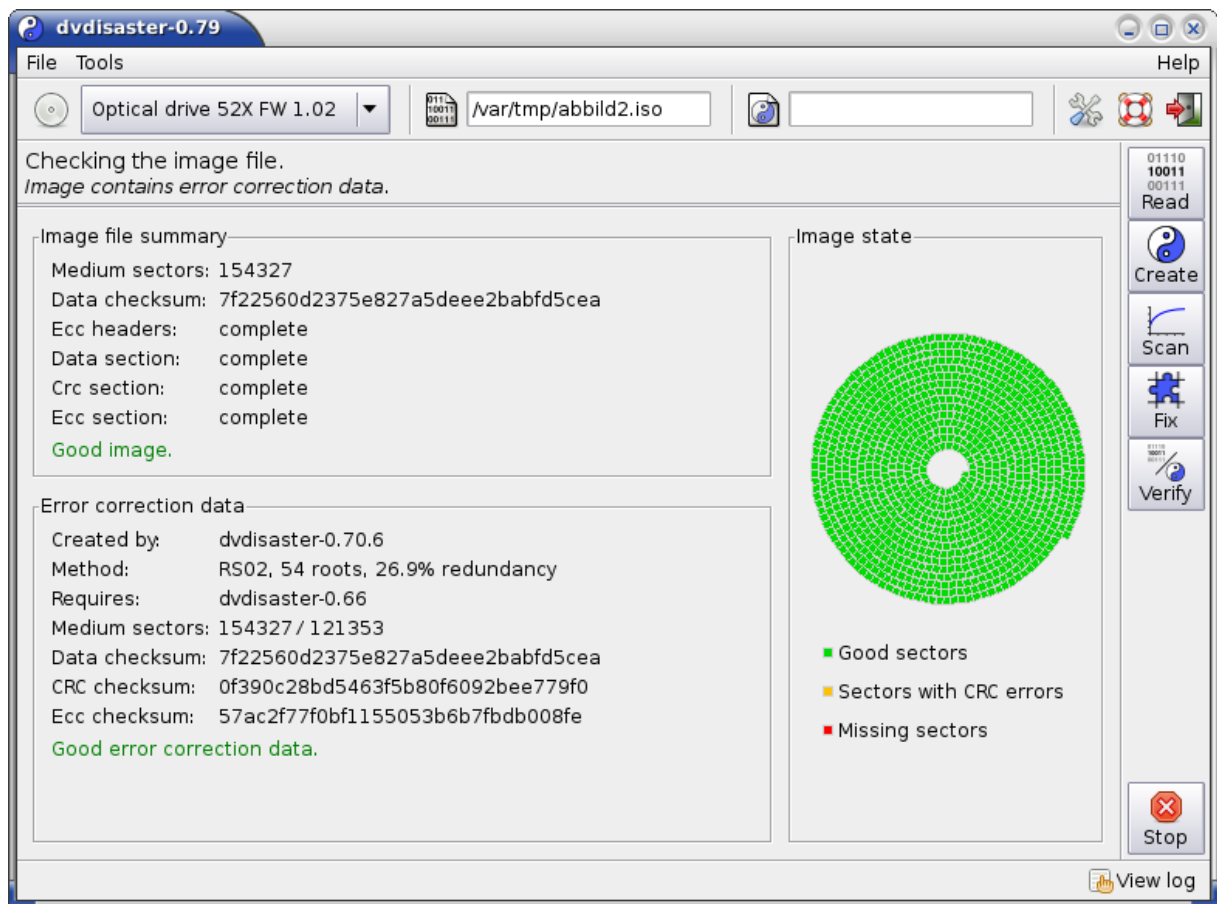 dvdisaster-0.79
File Tools Help
Optical drive 52X FW 1.02 /var/tmp/abbild2.iso
Checking the image file.
Image contains error correction data.
01110
10011
00111
Read
Create
Scan
Fix
Verify
Image file summary
Medium sectors: 154327
Data checksum: 7f22560d2375e827a5deee2babfd5cea
Ecc headers: complete
Data section: complete
Crc section: complete
Ecc section: complete
Good image.
Error correction data
Created by: dvdisaster-0.70.6
Method: RS02, 54 roots, 26.9% redundancy
Requires: dvdisaster-0.66
Medium sectors: 154327 / 121353
Data checksum: 7f22560d2375e827a5deee2babfd5cea
CRC checksum: 0f390c28bd5463f5b80f6092bee779f0
Ecc checksum: 57ac2f77f0bf1155053b6b7fbdb008fe
Good error correction data.
Image state
Good sectors
Sectors with CRC errors
Missing sectors
Stop
View log